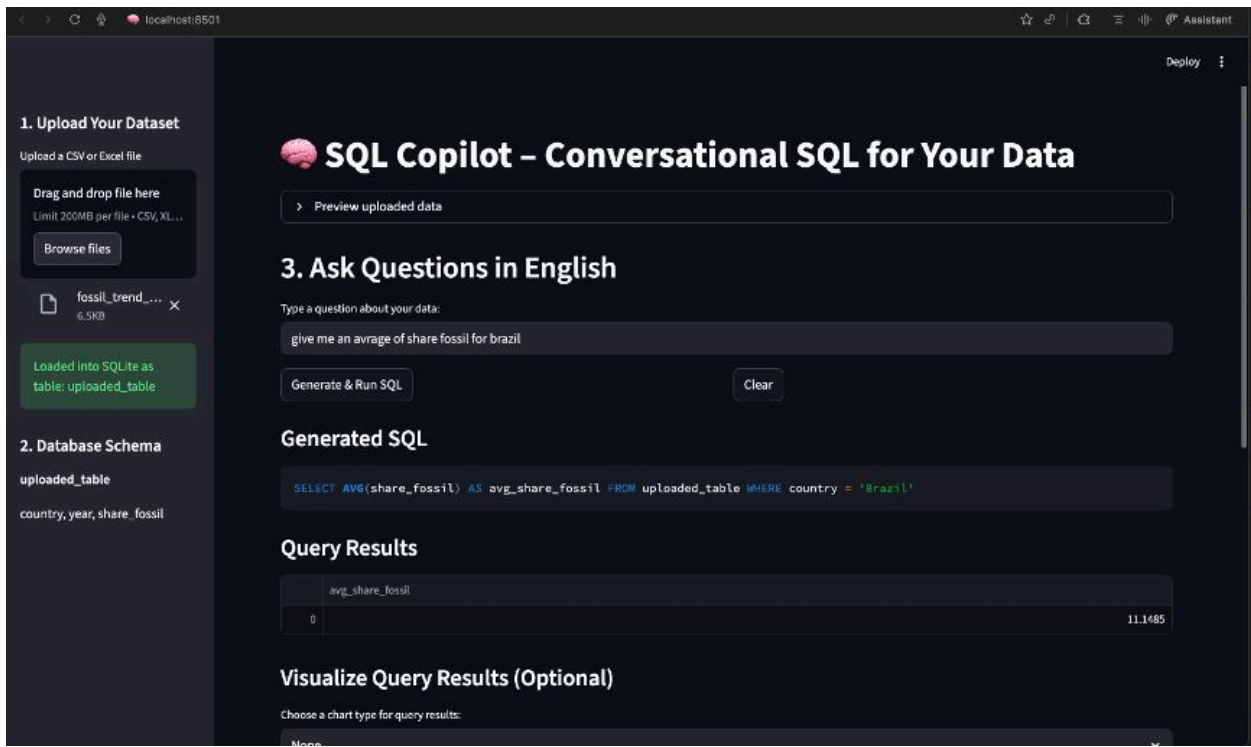 localhost:8501
Assistant
Deploy
1. Upload Your Dataset
Upload a CSV or Excel file
Drag and drop file here
Limit 200MB per file • CSV, XL...
Browse files
fossil_trend_...
6.5KB
Loaded into SQLite as
table: uploaded_table
2. Database Schema
uploaded_table
country, year, share_fossil
SQL Copilot – Conversational SQL for Your Data
Preview uploaded data
3. Ask Questions in English
Type a question about your data:
give me an avrage of share fossil for brazil
Generate & Run SQL
Clear
Generated SQL
SELECT AVG(share_fossil) AS avg_share_fossil FROM uploaded_table WHERE country = 'Brazil'
Query Results
avg_share_fossil
0 11.1485
Visualize Query Results (Optional)
Choose a chart type for query results:
None